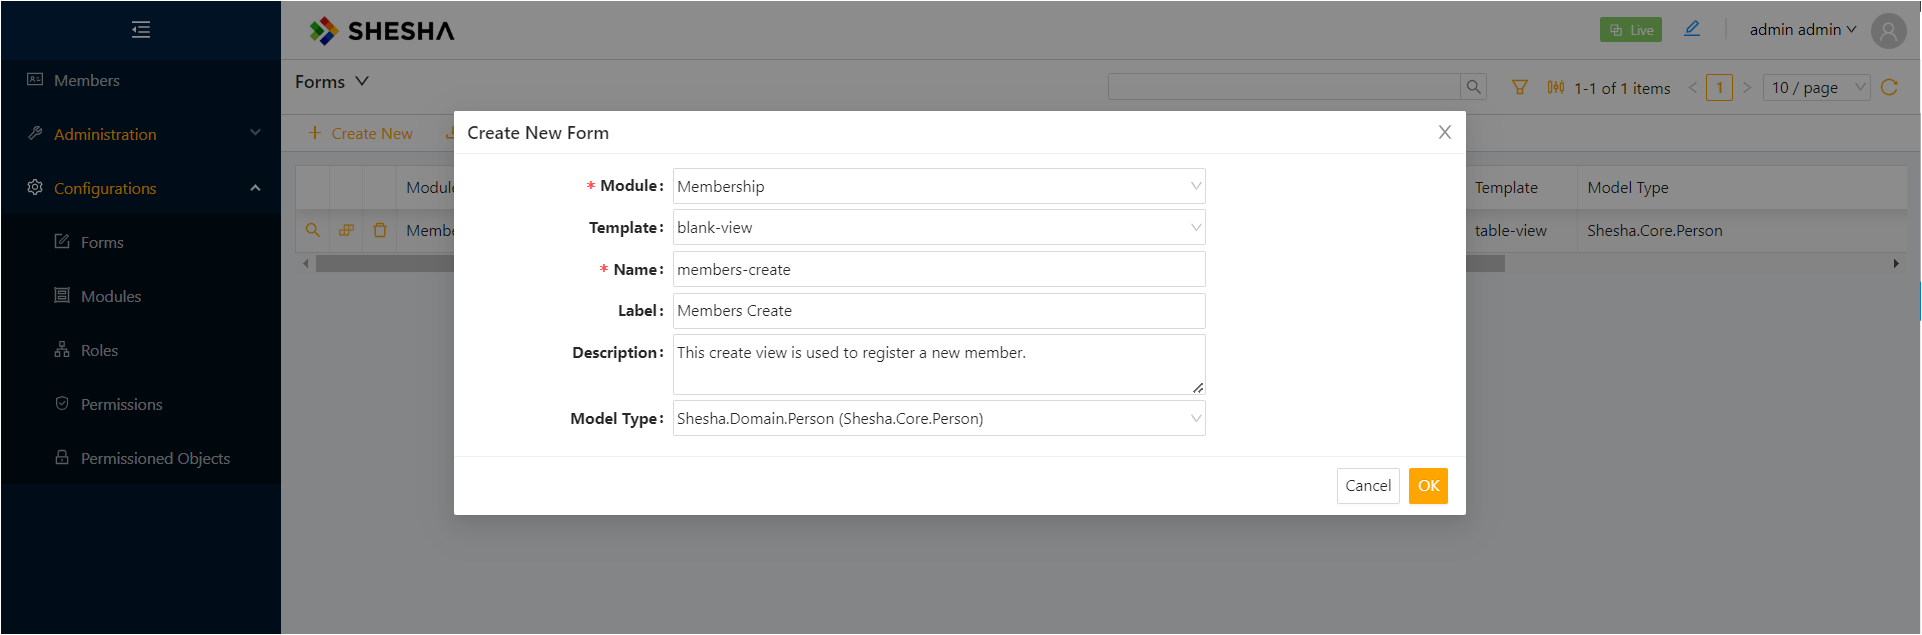 SHESHA
Live
admin admin
Members
Administration
Configurations
Forms
Modules
Roles
Permissions
Permissioned Objects
Forms
1-1 of 1 items
1
10 / page
Create New
Create New Form
* Module:
Membership
Template:
blank-view
* Name:
members-create
Label:
Members Create
Description:
This create view is used to register a new member.
Model Type:
Shesha.Domain.Person (Shesha.Core.Person)
Cancel
OK
Template
Model Type
table-view
Shesha.Core.Person